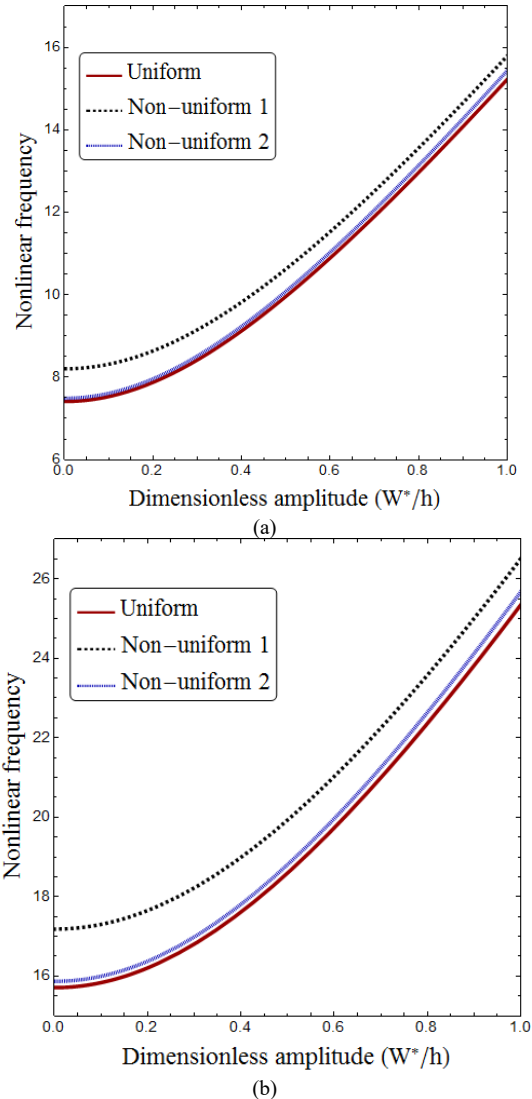 16
14
12
10
8
6
Nonlinear frequency
Uniform
Non-uniform 1
Non-uniform 2
0.0 0.2 0.4 0.6 0.8 1.0
Dimensionless amplitude (W*/h)
(a)
26
24
22
20
18
16
Nonlinear frequency
Uniform
Non-uniform 1
Non-uniform 2
0.0 0.2 0.4 0.6 0.8 1.0
Dimensionless amplitude (W*/h)
(b)